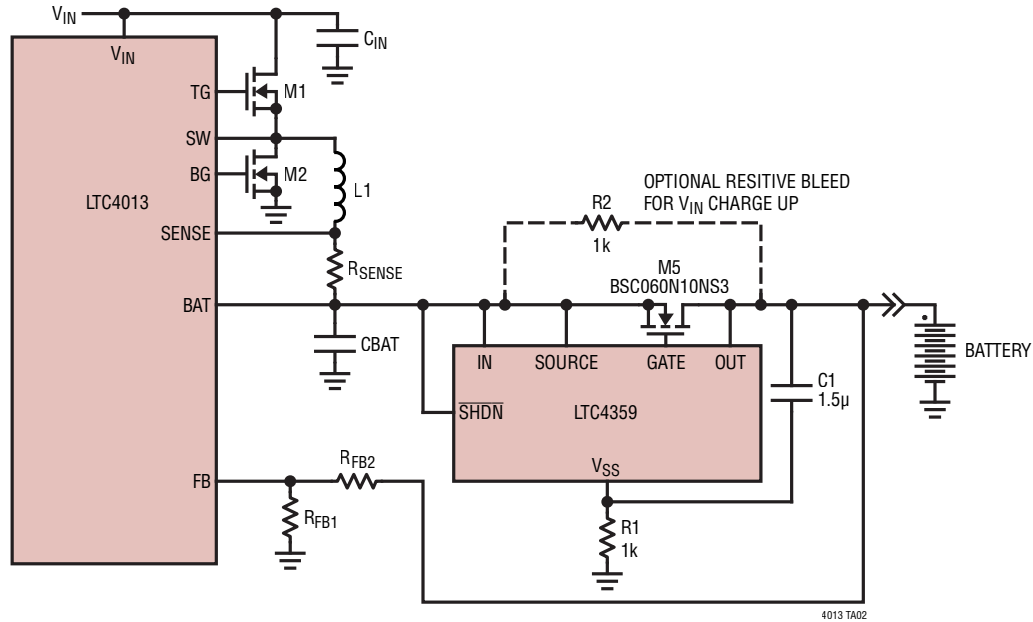 VIN
VIN
CIN
TG
M1
SW
BG
M2
LTC4013
L1
SENSE
RSENSE
OPTIONAL RESITIVE BLEED
FOR VIN CHARGE UP
R2
1k
M5
BSC060N10NS3
BAT
CBAT
IN
SOURCE
GATE
OUT
BATTERY
SHDN
LTC4359
C1
1.5µ
VSS
FB
RFB2
RFB1
R1
1k
4013 TA02